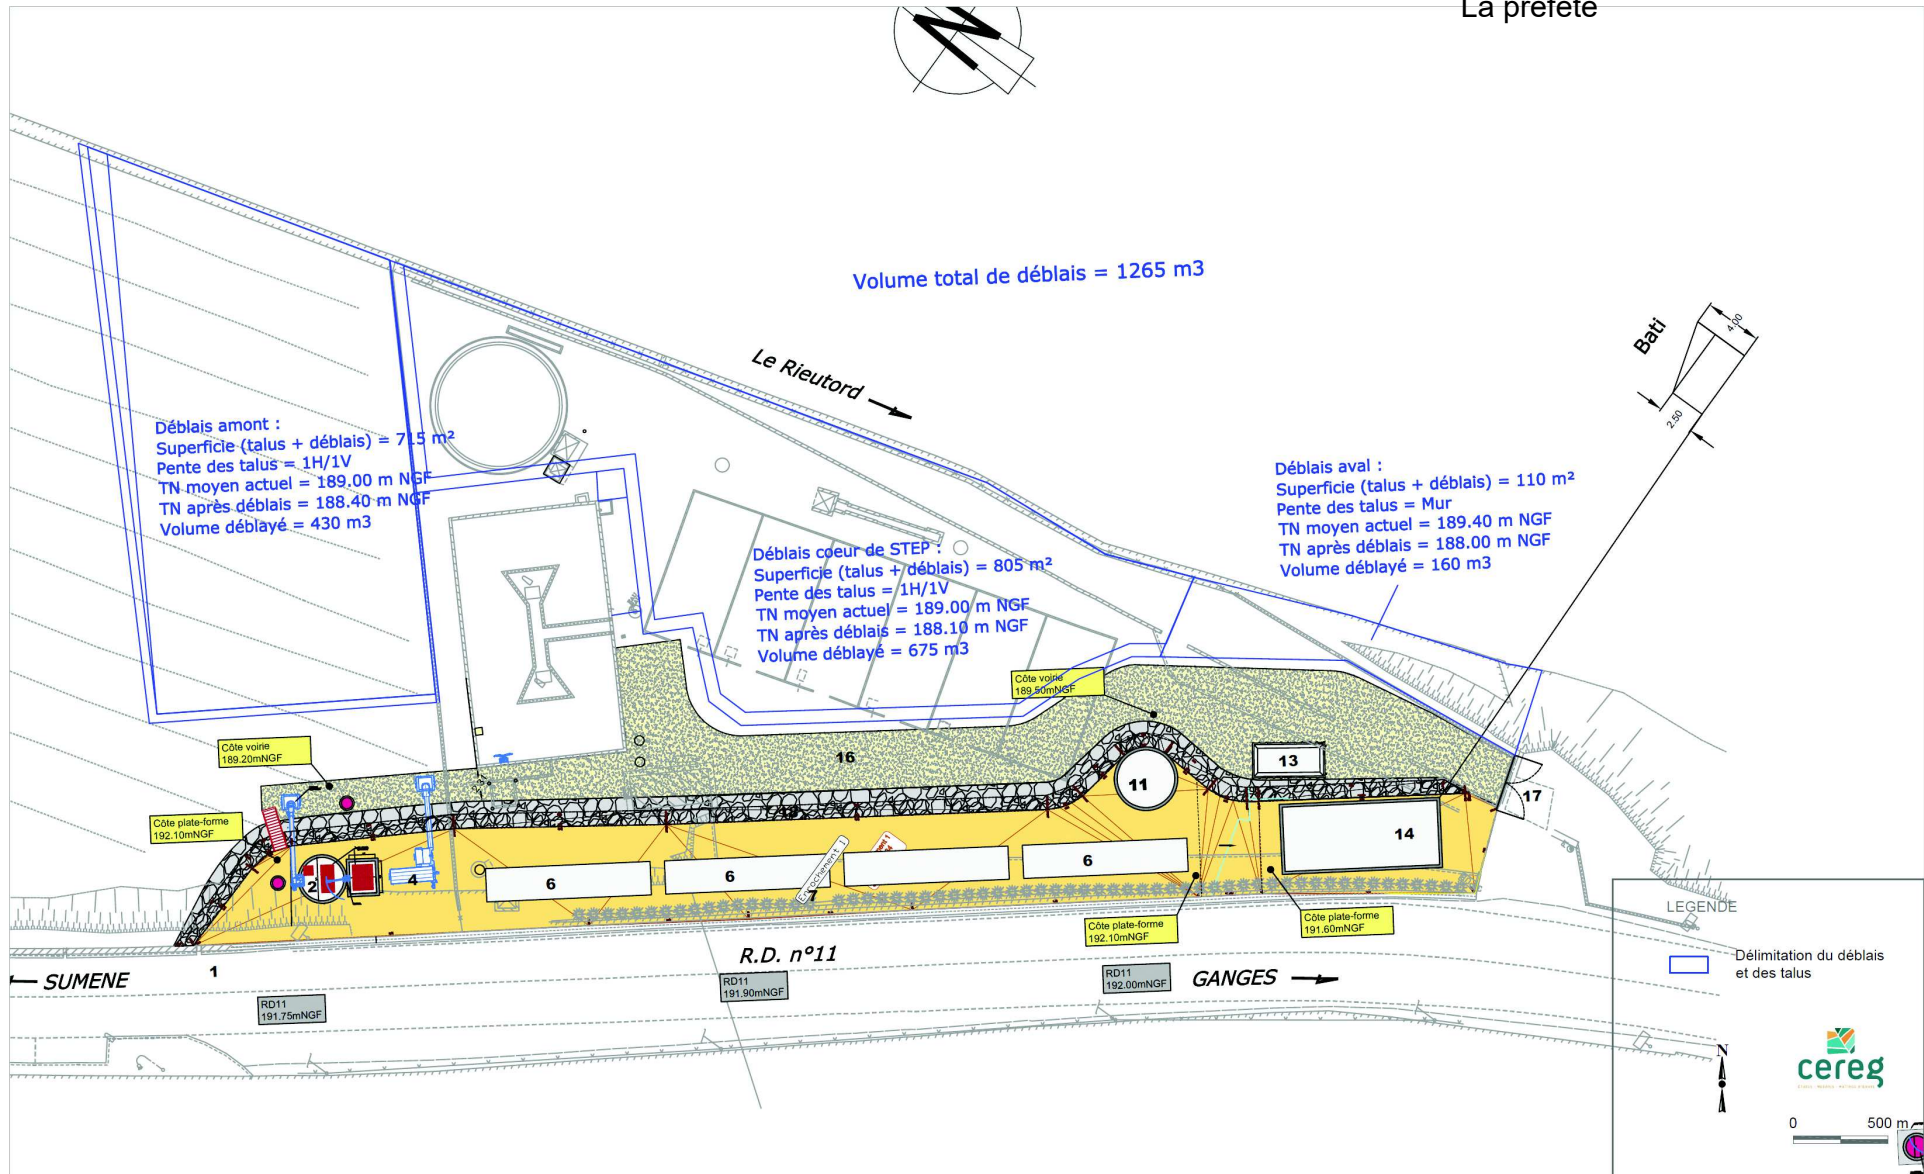 La préfète
N
Volume total de déblais = 1265 m3
Le Rieutord
Bati
4.00
2.50
Déblais amont :
Superficie (talus + déblais) = 715 m²
Pente des talus = 1H/1V
TN moyen actuel = 189.00 m NGF
TN après déblais = 188.40 m NGF
Volume déblayé = 430 m3
Déblais coeur de STEP :
Superficie (talus + déblais) = 805 m²
Pente des talus = 1H/1V
TN moyen actuel = 189.00 m NGF
TN après déblais = 188.10 m NGF
Volume déblayé = 675 m3
Déblais aval :
Superficie (talus + déblais) = 110 m²
Pente des talus = Mur
TN moyen actuel = 189.40 m NGF
TN après déblais = 188.00 m NGF
Volume déblayé = 160 m3
Côte voirie
189.50mNGF
Côte voirie
189.20mNGF
Côte plate-forme
192.10mNGF
16
13
11
17
14
2
4
6
6
6
7
Encrochement 1
Côte plate-forme
192.10mNGF
Côte plate-forme
191.60mNGF
1
SUMENE
R.D. n°11
GANGES
RD11
191.75mNGF
RD11
191.90mNGF
RD11
192.00mNGF
LEGENDE
Délimitation du déblais
et des talus
N
cereg
0 500 m